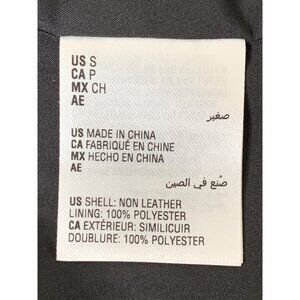 US S
CA P
MX CH
AE
صغير
US MADE IN CHINA
CA FABRIQUÉ EN CHINE
MX HECHO EN CHINA
AE
صُنع في الصين
US SHELL: NON LEATHER
LINING: 100% POLYESTER
CA EXTÉRIEUR: SIMILICUIR
DOUBLURE: 100% POLYESTER